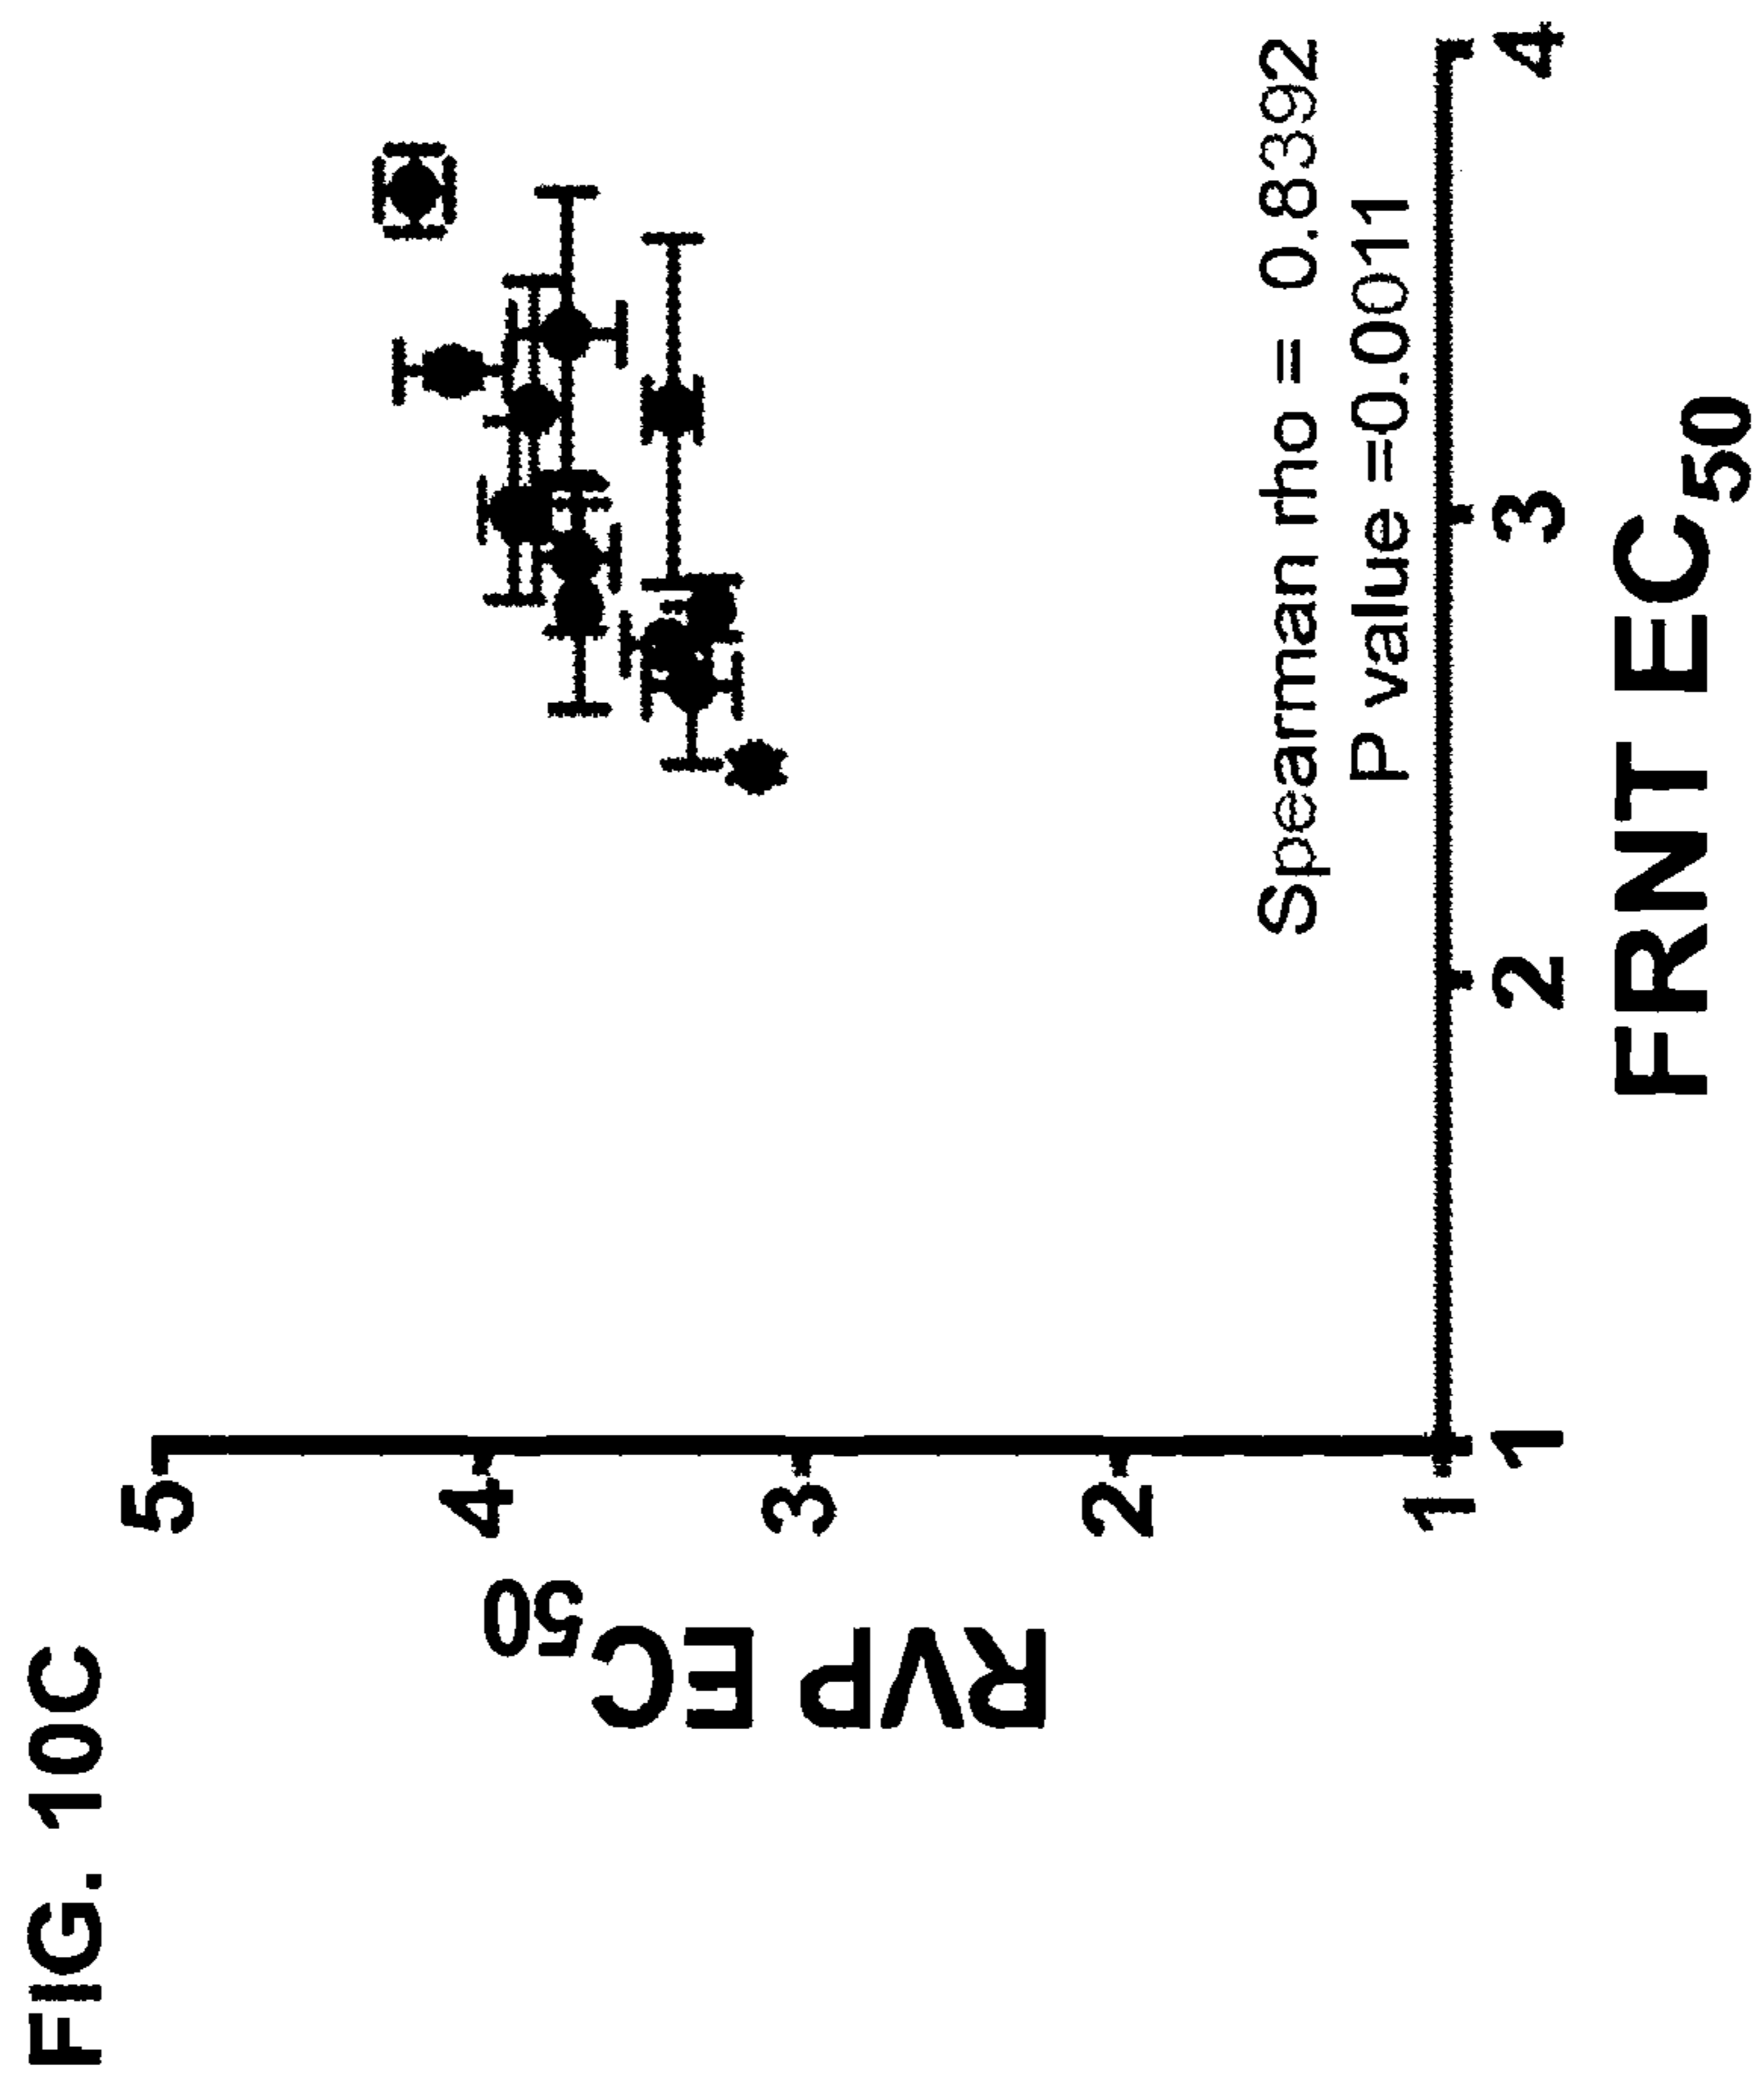 FIG. 10C
RVP EC50
5
4
3
2
1
Spearman rho = 0.8392
P value =0.0011
1
2
3
4
FRNT EC50